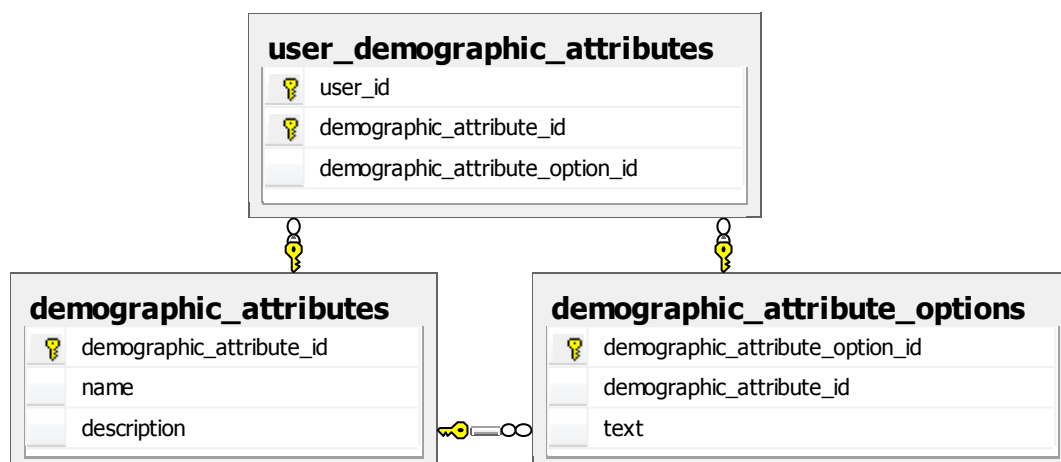 user_demographic_attributes
user_id
demographic_attribute_id
demographic_attribute_option_id
demographic_attributes
demographic_attribute_id
name
description
demographic_attribute_options
demographic_attribute_option_id
demographic_attribute_id
text